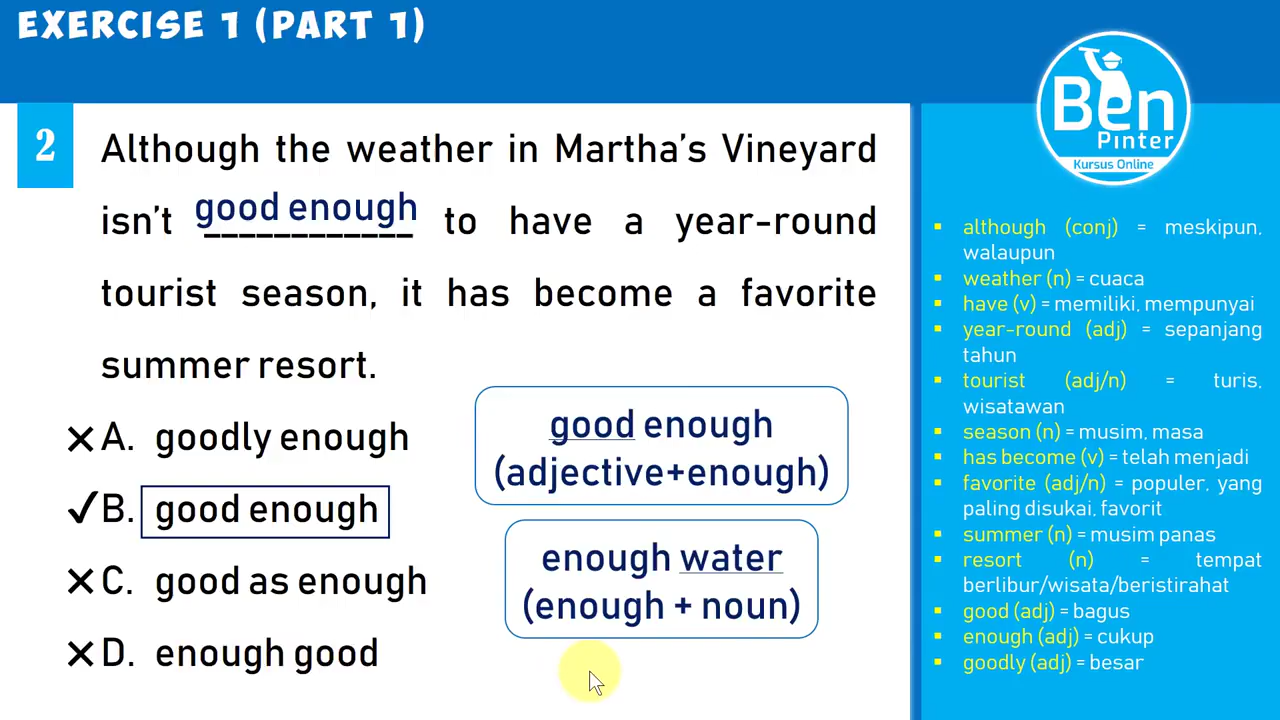 EXERCISE 1 (PART 1)
Ben
Pinter
Kursus Online
2
Although the weather in Martha's Vineyard
isn't good enough to have a year-round
tourist season, it has become a favorite
summer resort.
A. goodly enough
B. good enough
C. good as enough
D. enough good
good enough
(adjective+enough)
enough water
(enough + noun)
although (conj) = meskipun,
walaupun
weather (n) = cuaca
have (v) = memiliki, mempunyai
year-round (adj) = sepanjang
tahun
tourist (adj/n) = turis,
wisatawan
season (n) = musim, masa
has become (v) = telah menjadi
favorite (adj/n) = populer, yang
paling disukai, favorit
summer (n) = musim panas
resort (n) = tempat
berlibur/wisata/beristirahat
good (adj) = bagus
enough (adj) = cukup
goodly (adj) = besar